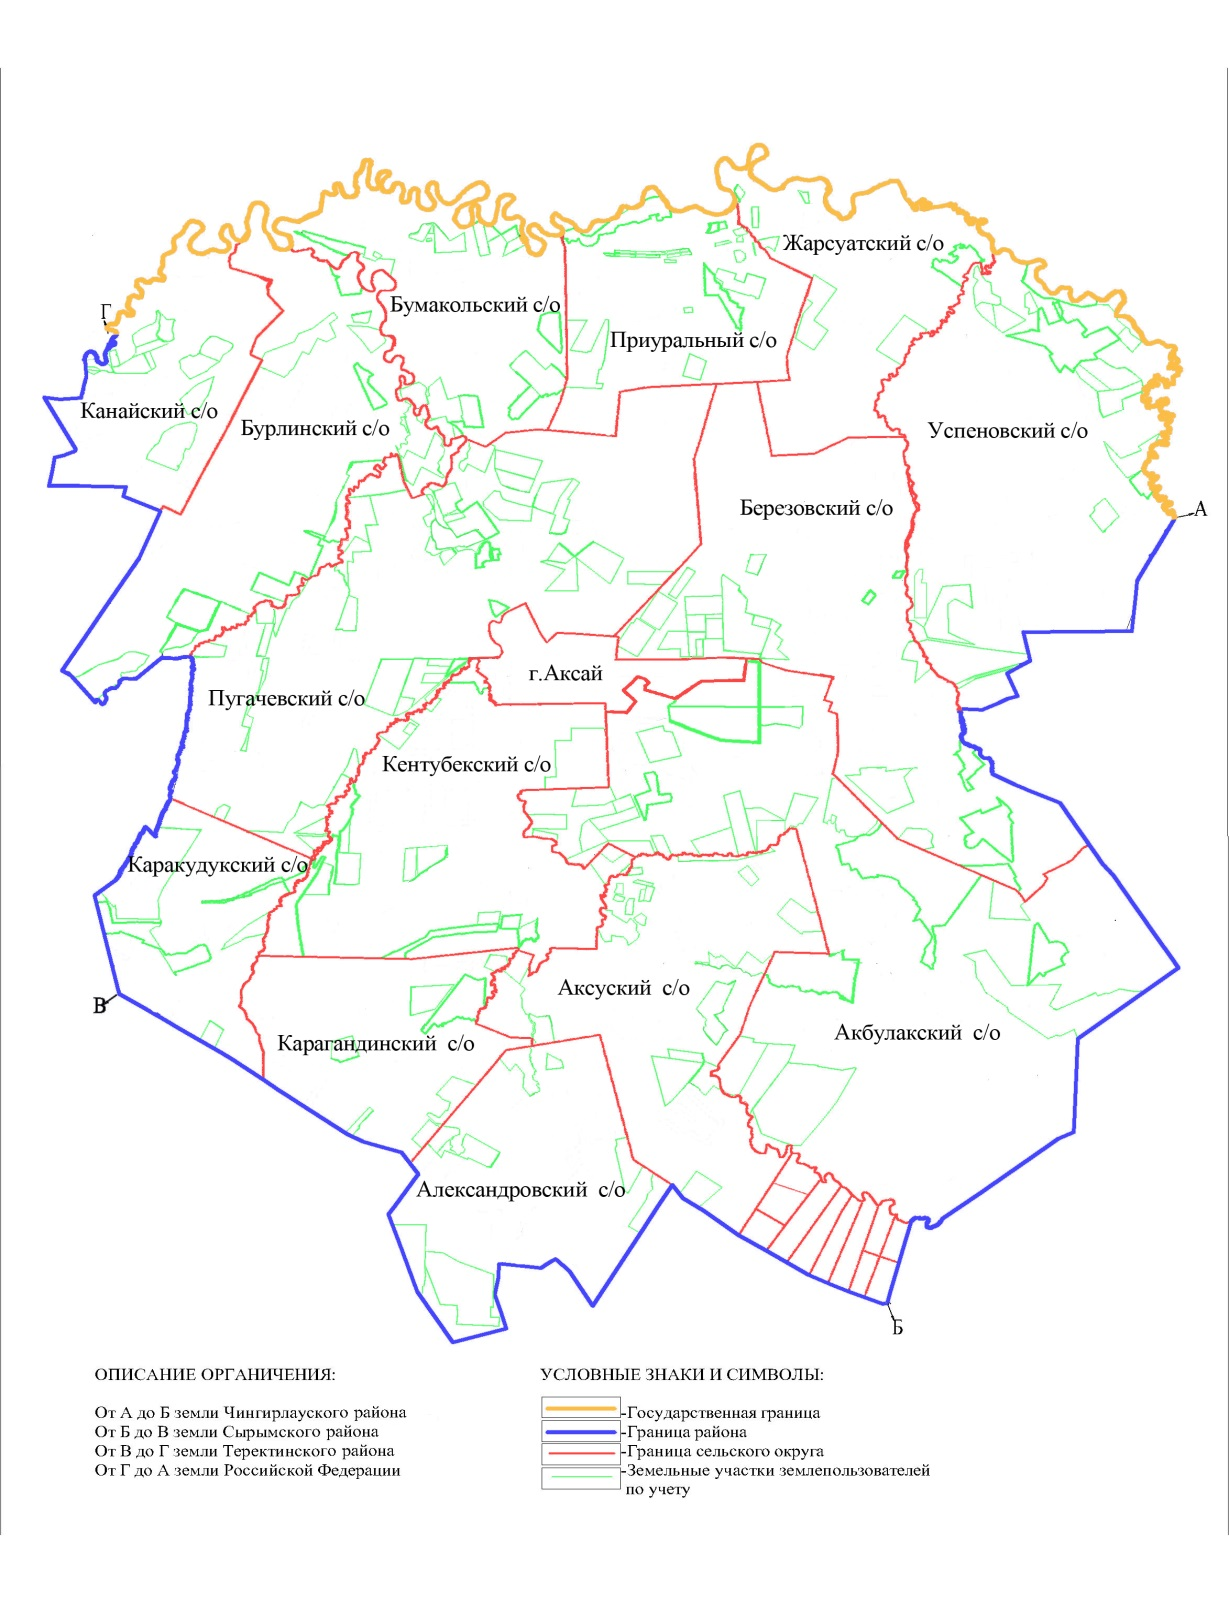 Жарсуатский с/о
Г
Бумакольский с/о
Приуральный с/о
Канайский с/о
Бурлинский с/о
Успеновский с/о
Березовский с/о
А
г.Аксай
Пугачевский с/о
Кентубекский с/о
Каракудукский с/о
Аксуский с/о
В
Карагандинский с/о
Акбулакский с/о
Александровский с/о
Б
ОПИСАНИЕ ОРГАНИЧЕНИЯ:
От А до Б земли Чингирлауского района
От Б до В земли Сырымского района
От В до Г земли Теректинского района
От Г до А земли Российской Федерации
УСЛОВНЫЕ ЗНАКИ И СИМВОЛЫ:
-Государственная граница
-Граница района
-Граница сельского округа
-Земельные участки землепользователей
по учету